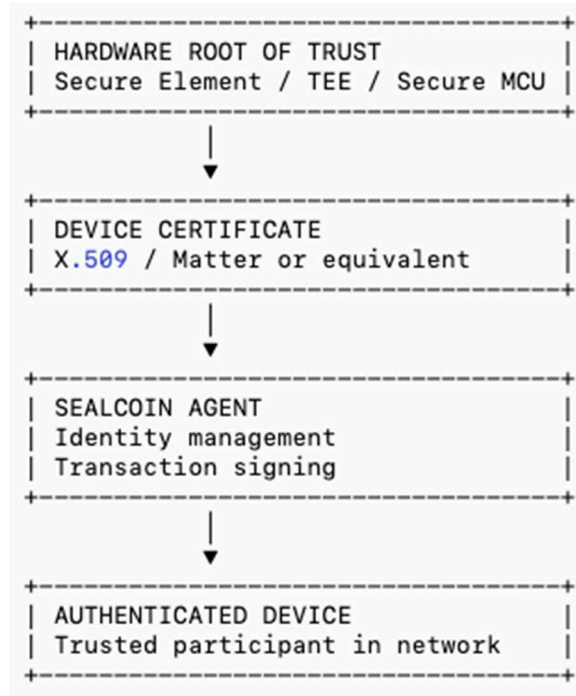 HARDWARE ROOT OF TRUST
Secure Element / TEE / Secure MCU
DEVICE CERTIFICATE
X.509 / Matter or equivalent
SEALCOIN AGENT
Identity management
Transaction signing
AUTHENTICATED DEVICE
Trusted participant in network